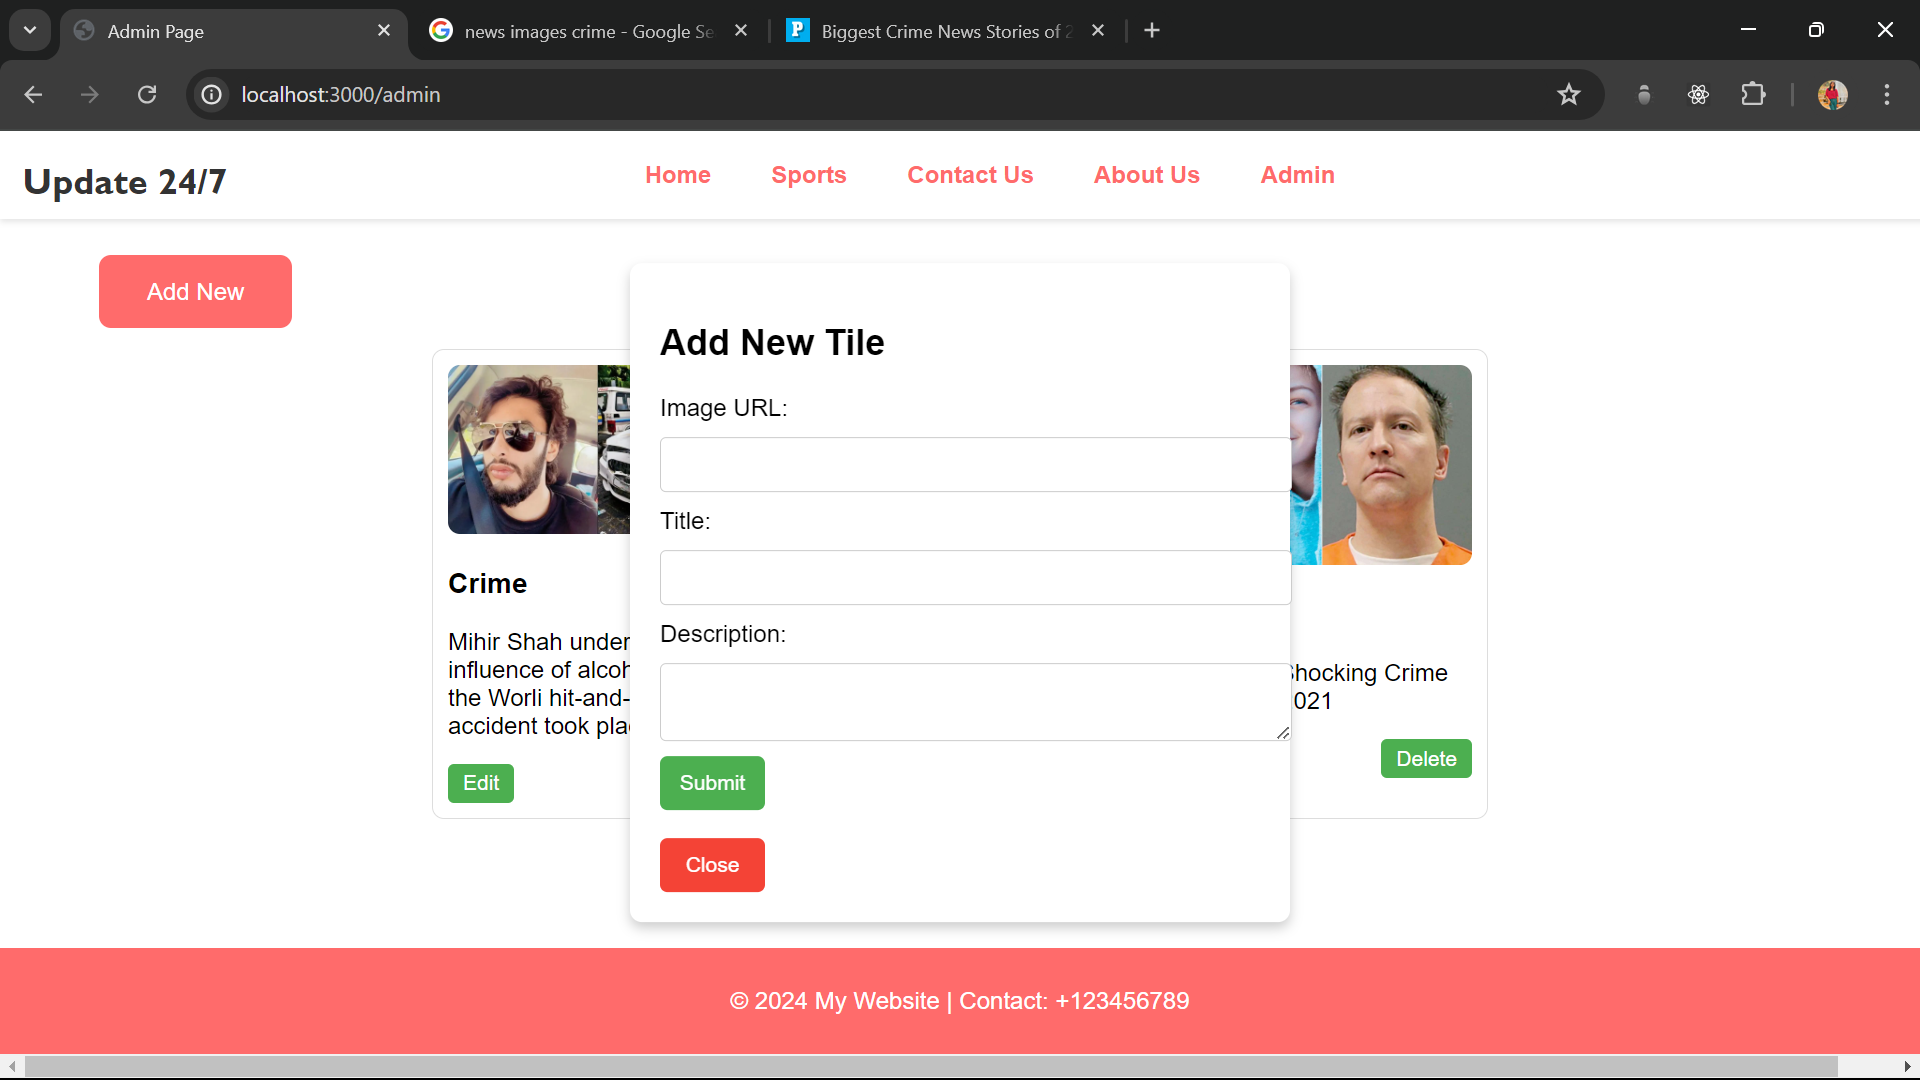 Admin Page
news images crime - Google Se
Biggest Crime News Stories of 2
localhost:3000/admin
Update 24/7
Home
Sports
Contact Us
About Us
Admin
Add New
Add New Tile
Image URL:
Title:
Description:
Submit
Close
Crime
Mihir Shah under
influence of alcoh
the Worli hit-and-
accident took pla
Edit
Shocking Crime
2021
Delete
© 2024 My Website | Contact: +123456789